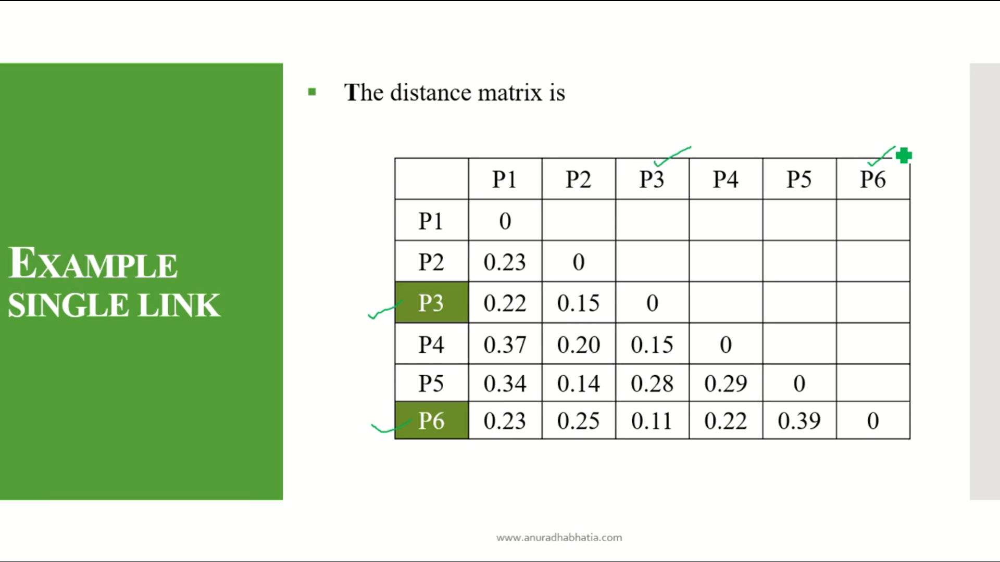 EXAMPLE
SINGLE LINK
The distance matrix is
P1 P2 P3 P4 P5 P6
P1 0
P2 0.23 0
P3 0.22 0.15 0
P4 0.37 0.20 0.15 0
P5 0.34 0.14 0.28 0.29 0
P6 0.23 0.25 0.11 0.22 0.39 0
www.anuradhabhatia.com